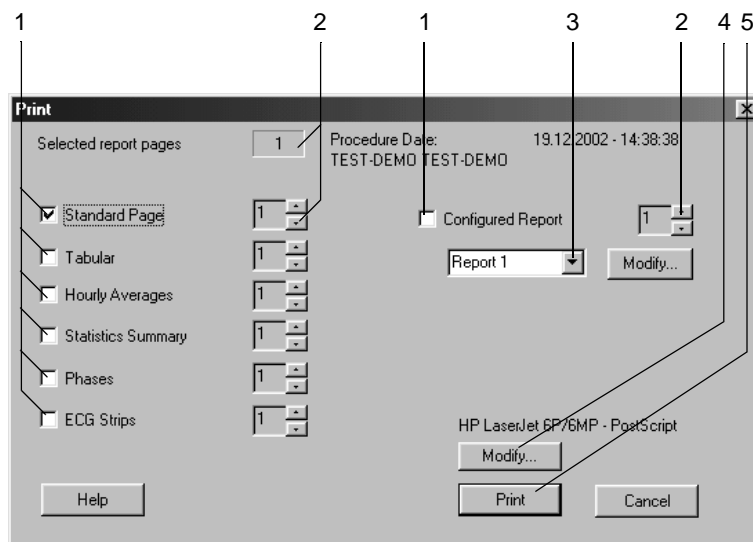 1 2 1 3 2 4 5
Print
Selected report pages 1 Procedure Date: 19.12.2002 - 14:38:38
TEST-DEMO TEST-DEMO
Standard Page 1 Configured Report 1
Tabular 1 Report 1 Modify...
Hourly Averages 1
Statistics Summary 1
Phases 1
ECG Strips 1
HP LaserJet 6P/6MP - PostScript
Modify...
Help Print Cancel